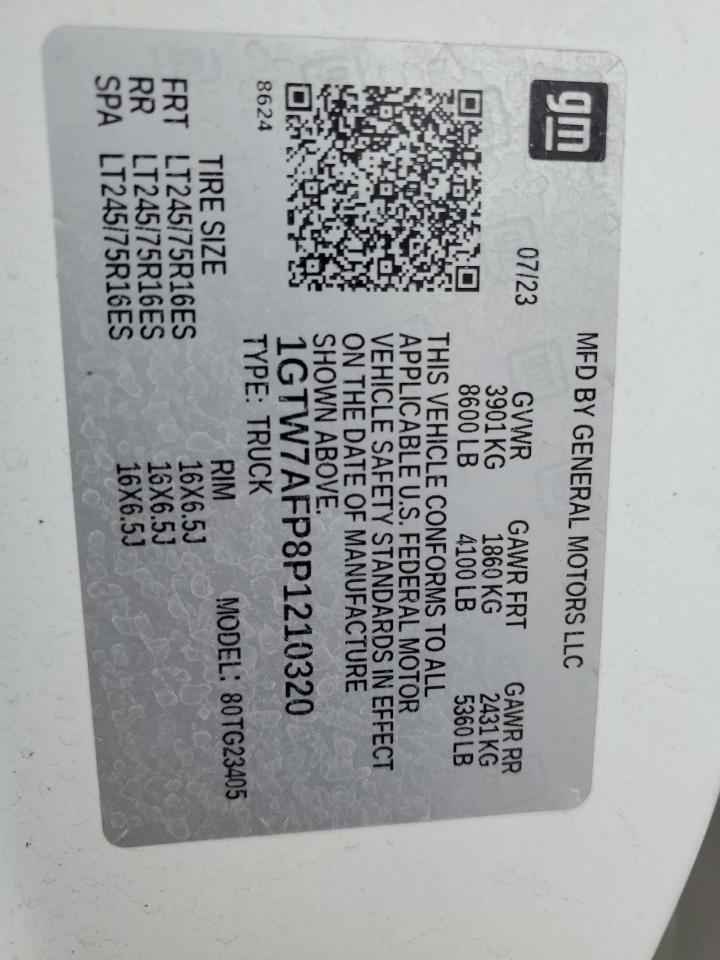 gm
MFD BY GENERAL MOTORS LLC
07/23
GVWR GAWR FRT GAWR RR
3901 KG 1860 KG 2431 KG
8600 LB 4100 LB 5360 LB
THIS VEHICLE CONFORMS TO ALL
APPLICABLE U.S. FEDERAL MOTOR
VEHICLE SAFETY STANDARDS IN EFFECT
ON THE DATE OF MANUFACTURE
SHOWN ABOVE.
1GTW7AFP8P1210320
8624
TYPE: TRUCK
MODEL: 80TG23405
TIRE SIZE RIM
FRT LT245/75R16ES 16X6.5J
RR LT245/75R16ES 16X6.5J
SPA LT245/75R16ES 16X6.5J